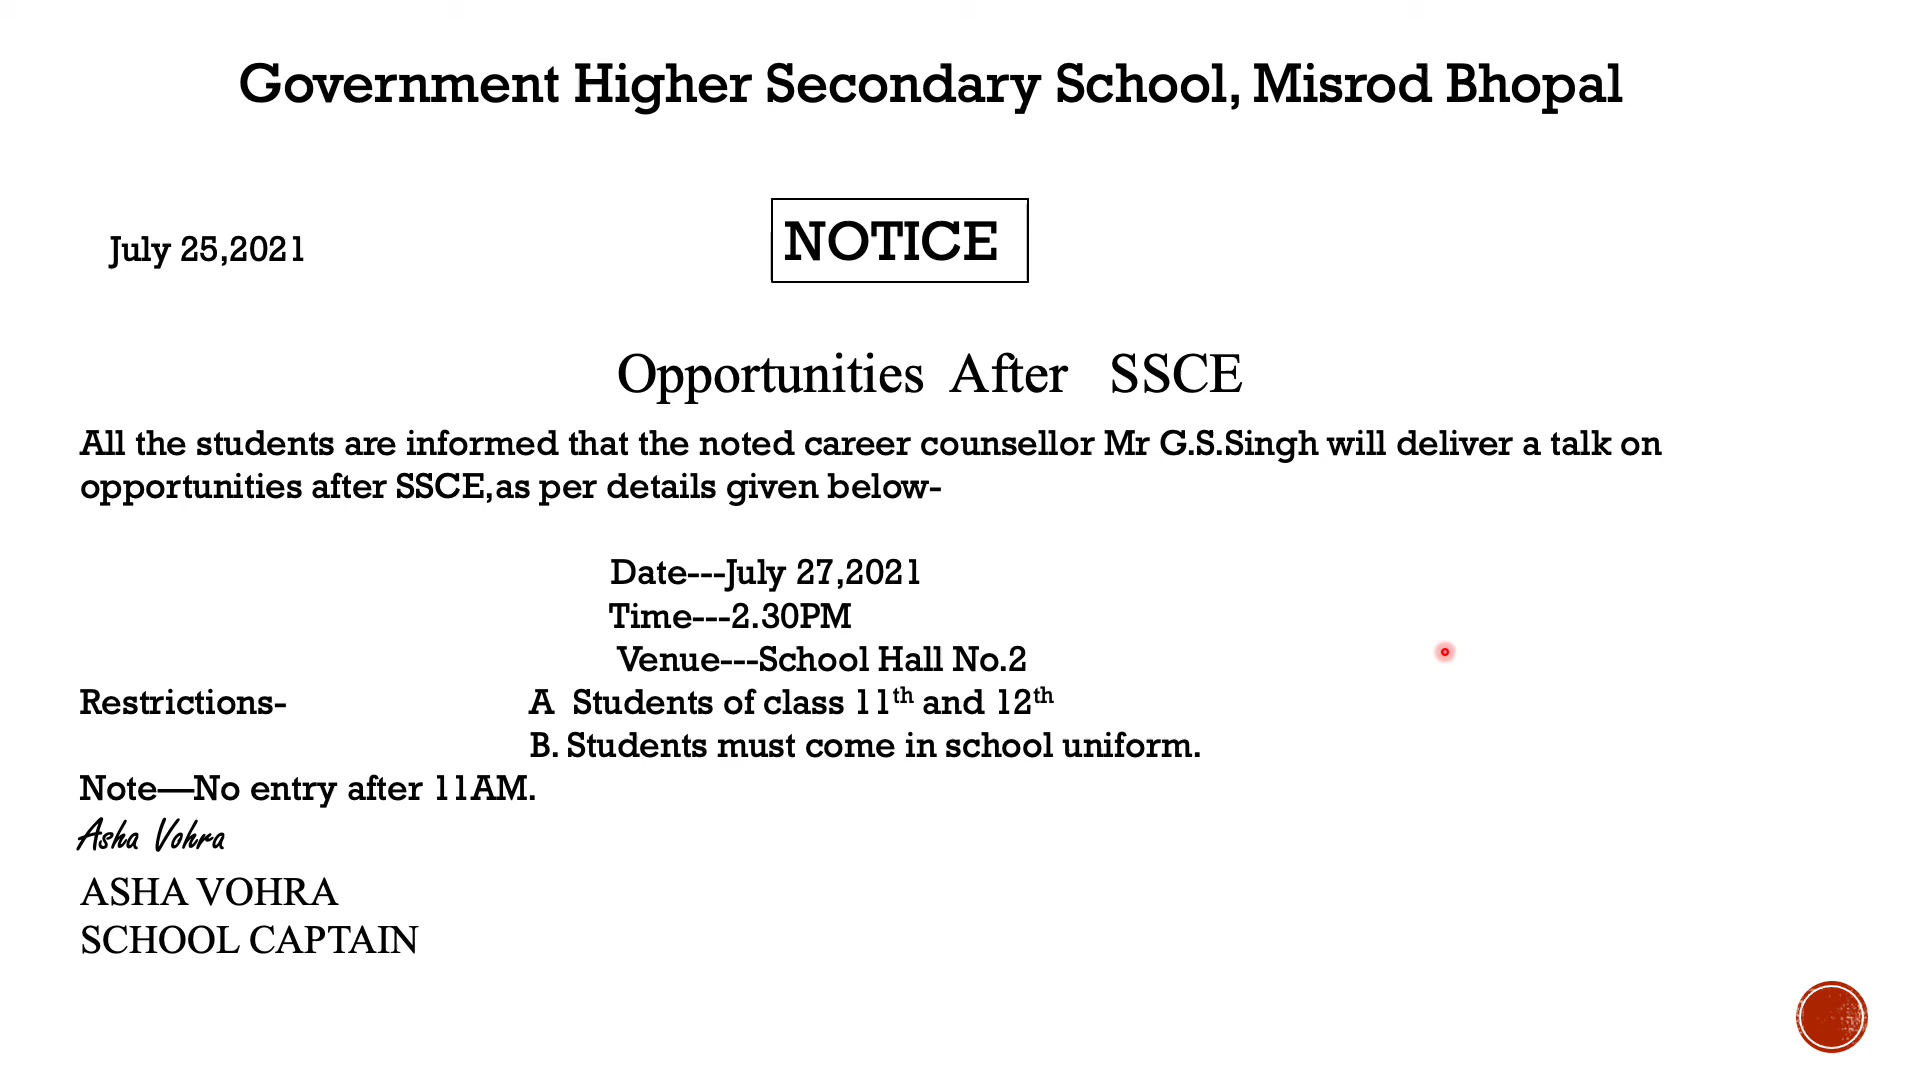 Government Higher Secondary School, Misrod Bhopal
July 25,2021
NOTICE
Opportunities After SSCE
All the students are informed that the noted career counsellor Mr G.S.Singh will deliver a talk on
opportunities after SSCE,as per details given below-
Date---July 27,2021
Time---2.30PM
Venue---School Hall No.2
Restrictions- A Students of class 11th and 12th
B. Students must come in school uniform.
Note—No entry after 11AM.
Asha Vohra
ASHA VOHRA
SCHOOL CAPTAIN